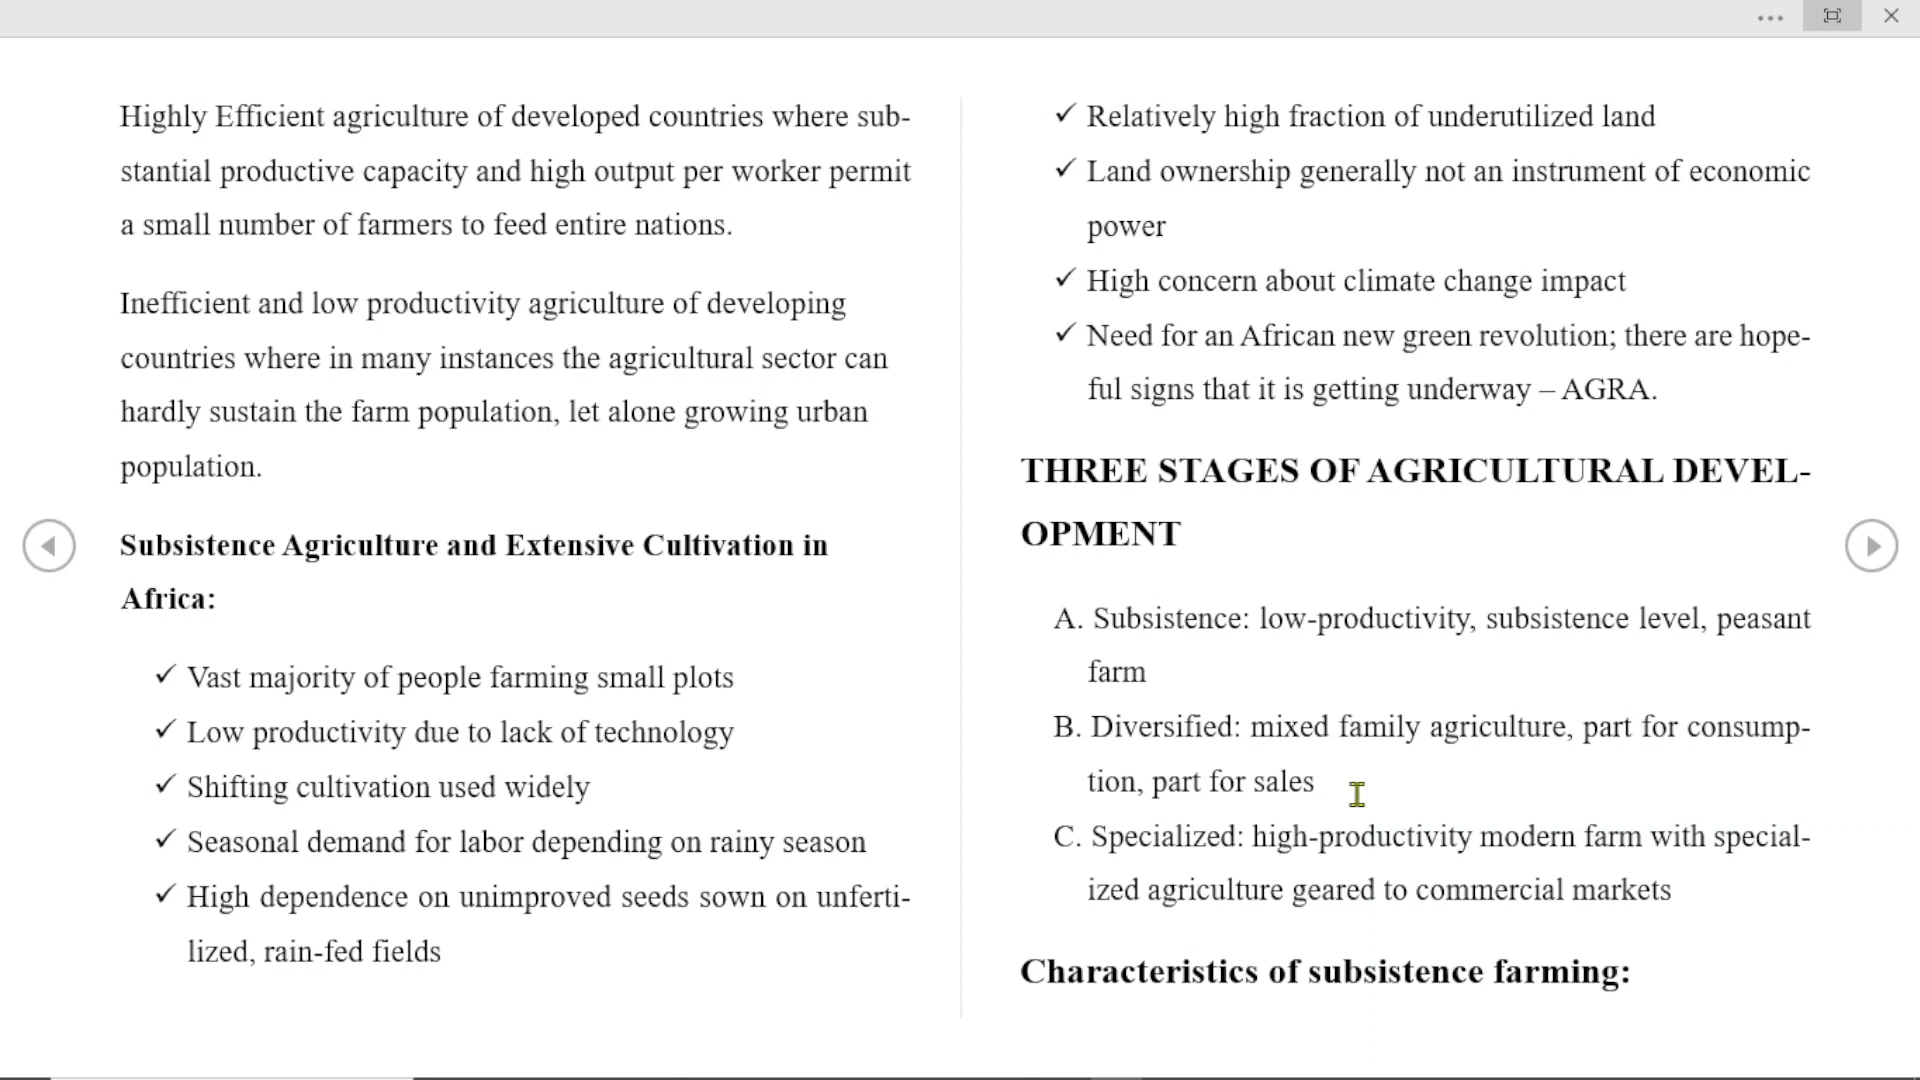 Highly Efficient agriculture of developed countries where sub-
stantial productive capacity and high output per worker permit
a small number of farmers to feed entire nations.
Inefficient and low productivity agriculture of developing
countries where in many instances the agricultural sector can
hardly sustain the farm population, let alone growing urban
population.
Subsistence Agriculture and Extensive Cultivation in
Africa:
✓ Vast majority of people farming small plots
✓ Low productivity due to lack of technology
✓ Shifting cultivation used widely
✓ Seasonal demand for labor depending on rainy season
✓ High dependence on unimproved seeds sown on unferti-
lized, rain-fed fields
✓ Relatively high fraction of underutilized land
✓ Land ownership generally not an instrument of economic
power
✓ High concern about climate change impact
✓ Need for an African new green revolution; there are hope-
ful signs that it is getting underway – AGRA.
THREE STAGES OF AGRICULTURAL DEVEL-
OPMENT
A. Subsistence: low-productivity, subsistence level, peasant
farm
B. Diversified: mixed family agriculture, part for consump-
tion, part for sales
C. Specialized: high-productivity modern farm with special-
ized agriculture geared to commercial markets
Characteristics of subsistence farming: